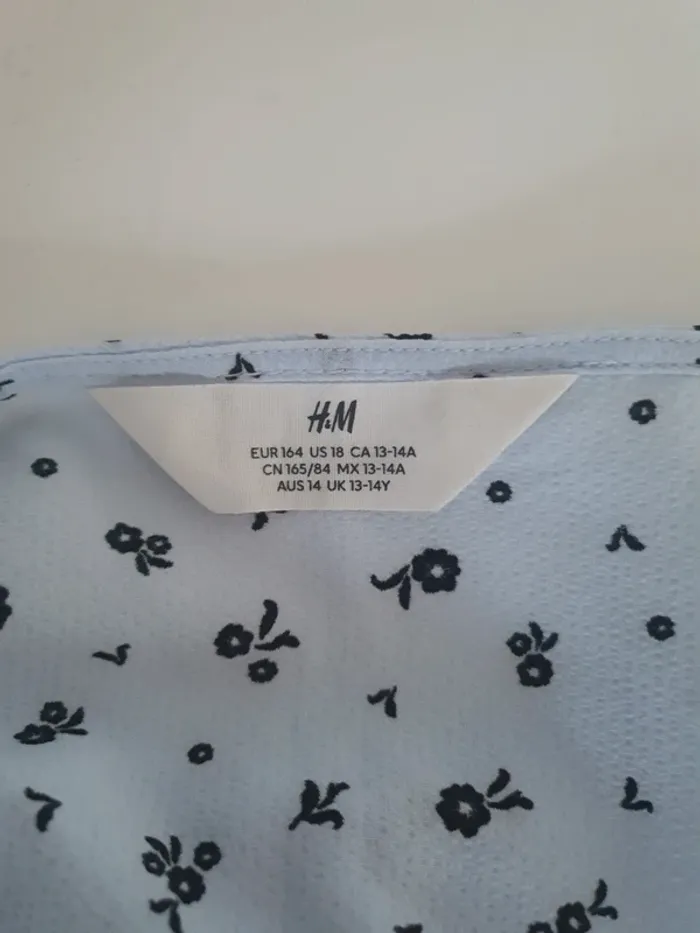 H&M
EUR 164 US 18 CA 13-14A
CN 165/84 MX 13-14A
AUS 14 UK 13-14Y